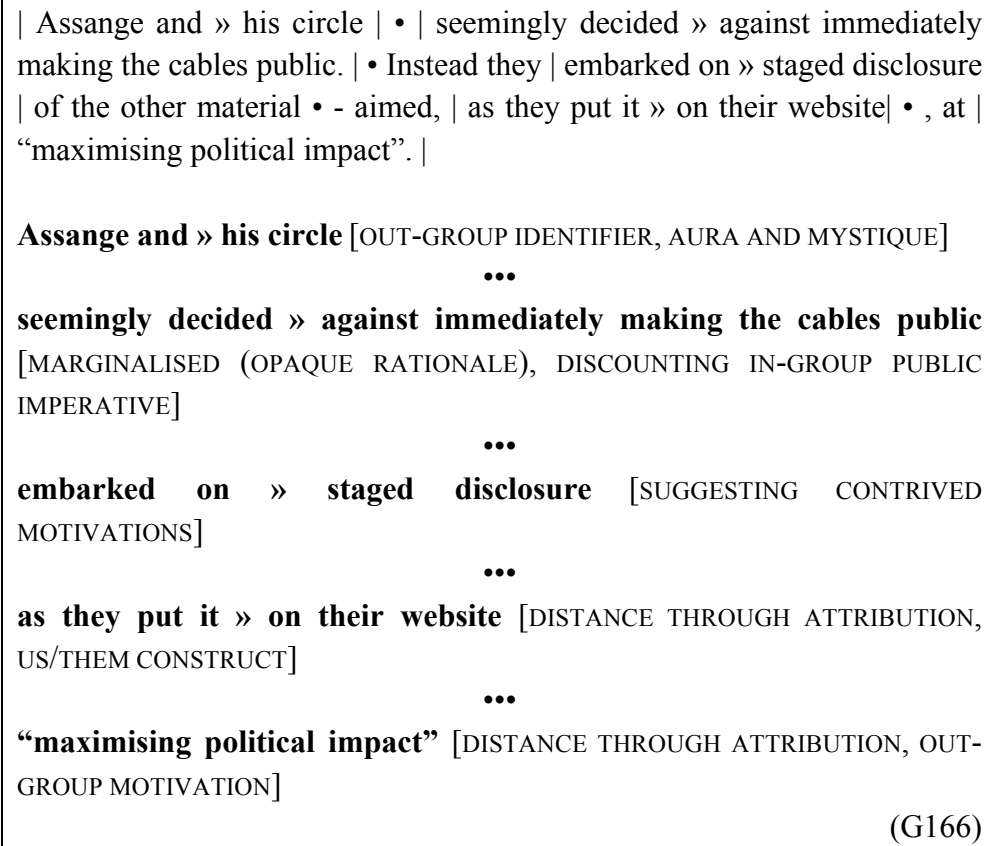 | Assange and » his circle | • | seemingly decided » against immediately
making the cables public. | • Instead they | embarked on » staged disclosure
| of the other material • - aimed, | as they put it » on their website| • , at |
“maximising political impact”. |
Assange and » his circle [OUT-GROUP IDENTIFIER, AURA AND MYSTIQUE]
•••
seemingly decided » against immediately making the cables public
[MARGINALISED (OPAQUE RATIONALE), DISCOUNTING IN-GROUP PUBLIC
IMPERATIVE]
•••
embarked on » staged disclosure [SUGGESTING CONTRIVED
MOTIVATIONS]
•••
as they put it » on their website [DISTANCE THROUGH ATTRIBUTION,
US/THEM CONSTRUCT]
•••
“maximising political impact” [DISTANCE THROUGH ATTRIBUTION, OUT-
GROUP MOTIVATION]
(G166)